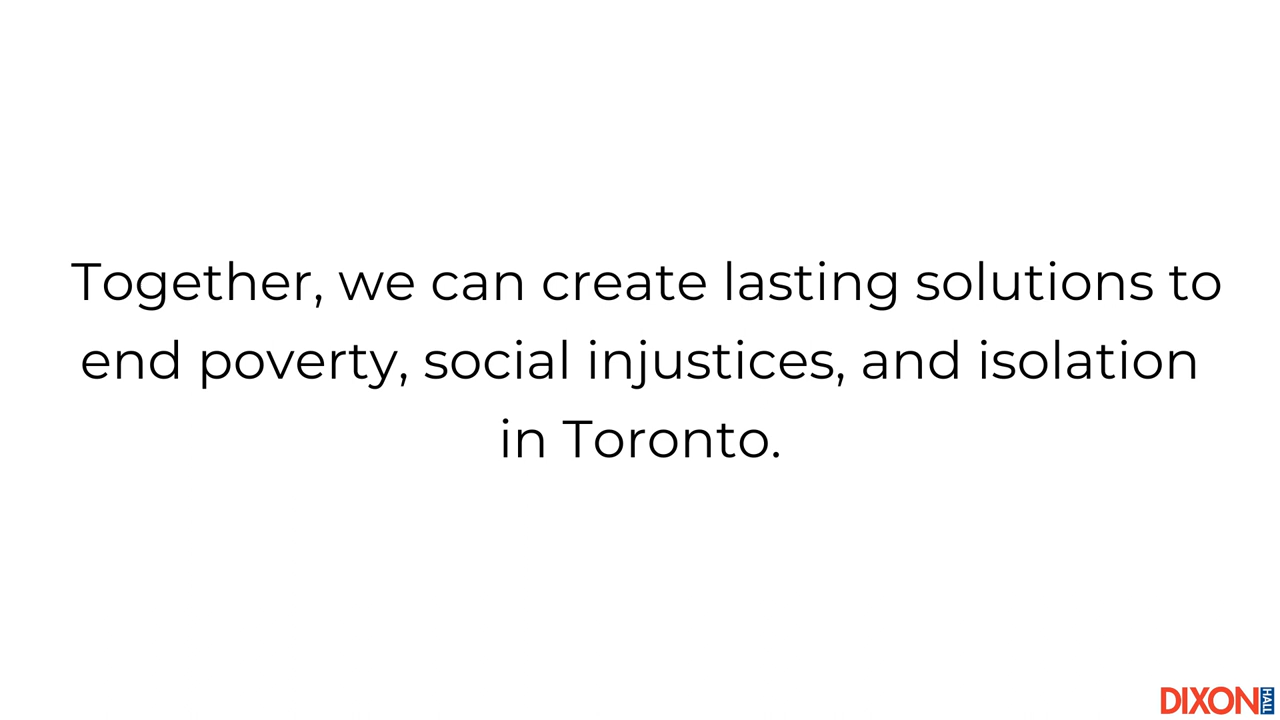 Together, we can create lasting solutions to
end poverty, social injustices, and isolation
in Toronto.
DIXON HALL